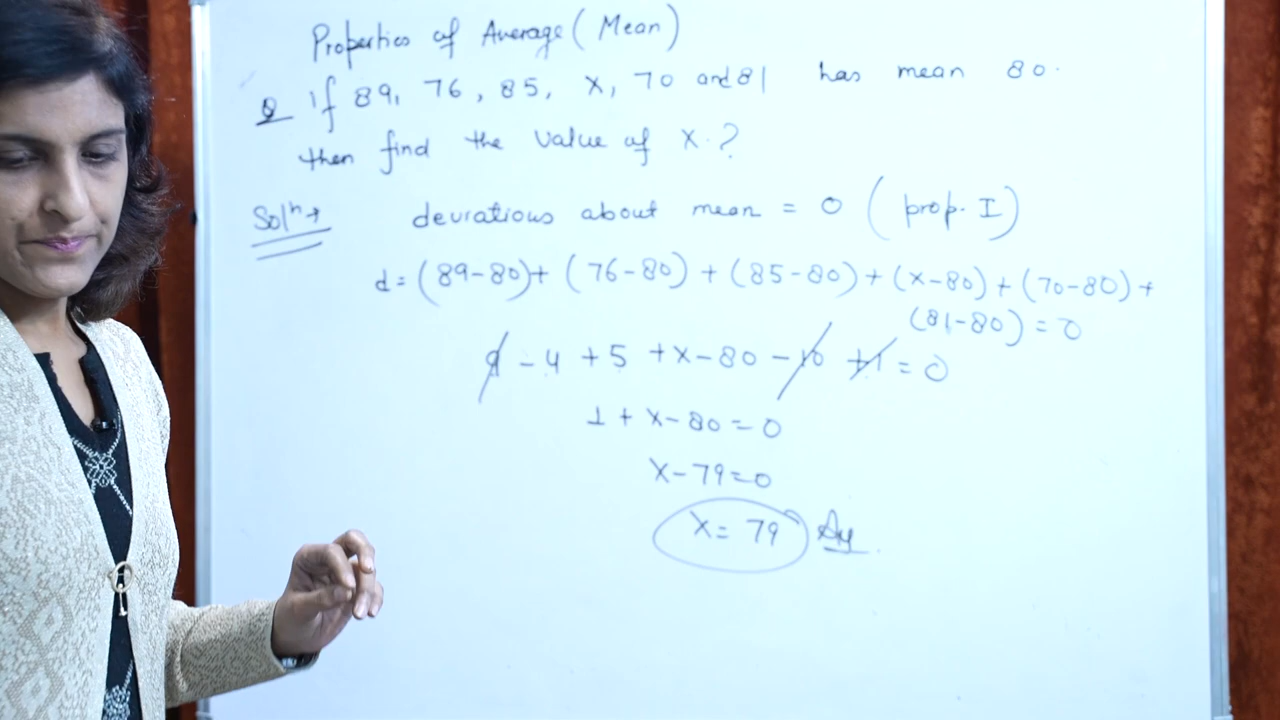 Properties of Average (Mean)
Q If 89, 76, 85, x, 70 and 81 has mean 80.
then find the value of x.?
Solⁿ→ deviations about mean = 0 (prop. I)
d = (89-80)+ (76-80) + (85-80) + (x-80) + (70-80) +
(81-80) = 0
9 - 4 + 5 + x - 80 - 10 + 1 = 0
1 + x - 80 = 0
x - 79 = 0
x = 79 Ans.